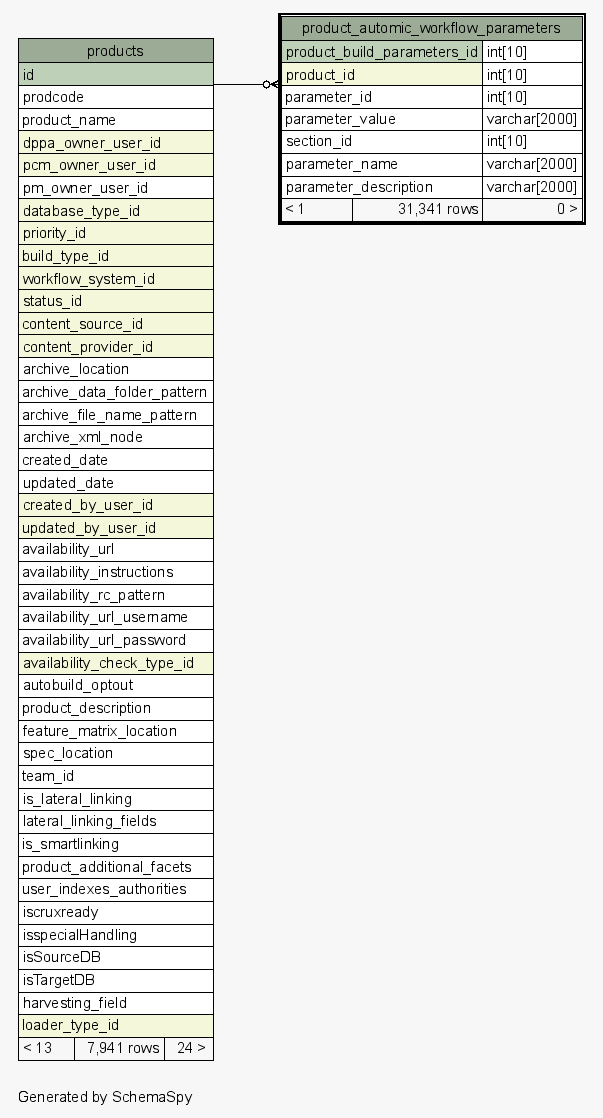 products
id
prodcode
product_name
dppa_owner_user_id
pcm_owner_user_id
pm_owner_user_id
database_type_id
priority_id
build_type_id
workflow_system_id
status_id
content_source_id
content_provider_id
archive_location
archive_data_folder_pattern
archive_file_name_pattern
archive_xml_node
created_date
updated_date
created_by_user_id
updated_by_user_id
availability_url
availability_instructions
availability_rc_pattern
availability_url_username
availability_url_password
availability_check_type_id
autobuild_optout
product_description
feature_matrix_location
spec_location
team_id
is_lateral_linking
lateral_linking_fields
is_smartlinking
product_additional_facets
user_indexes_authorities
iscruxready
isspecialHandling
isSourceDB
isTargetDB
harvesting_field
loader_type_id
< 13 7,941 rows 24 >
product_automic_workflow_parameters
product_build_parameters_id int[10]
product_id int[10]
parameter_id int[10]
parameter_value varchar[2000]
section_id int[10]
parameter_name varchar[2000]
parameter_description varchar[2000]
< 1 31,341 rows 0 >
Generated by SchemaSpy